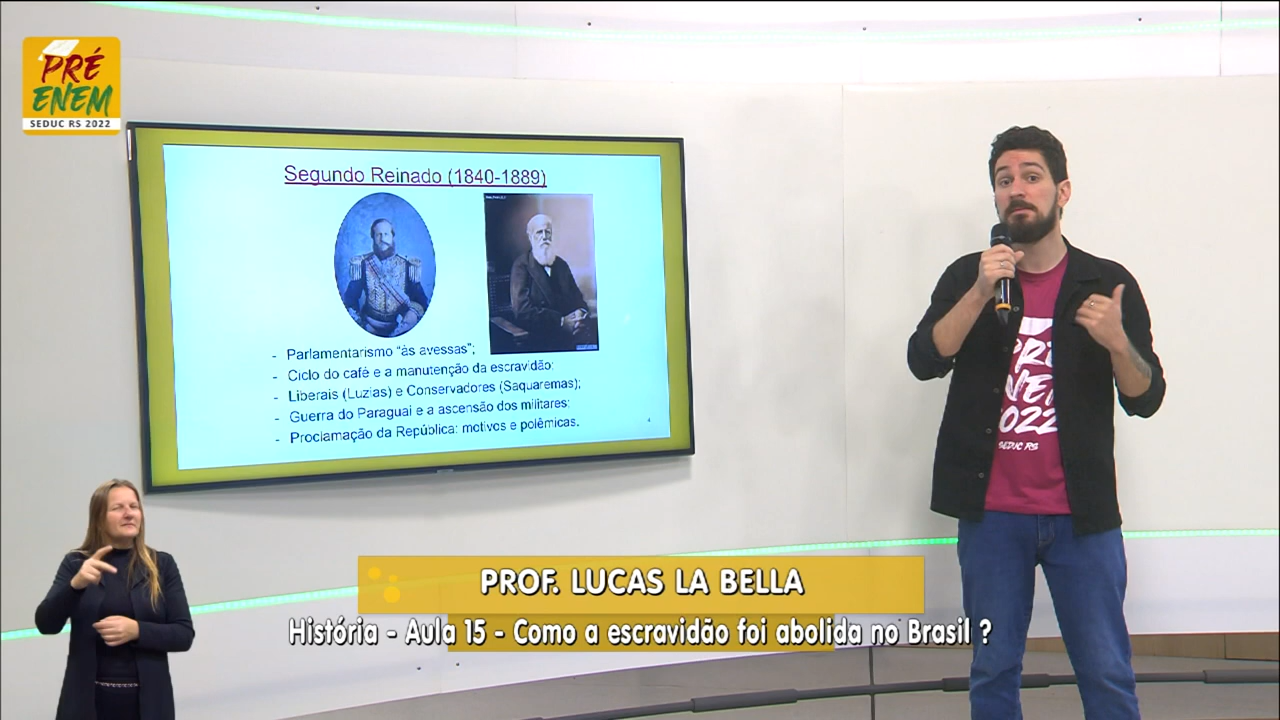 PRÉ
ENEM
SEDUC RS 2022
Segundo Reinado (1840-1889)
- Parlamentarismo “às avessas”;
- Ciclo do café e a manutenção da escravidão:
- Liberais (Luzias) e Conservadores (Saquaremas);
- Guerra do Paraguai e a ascensão dos militares:
- Proclamação da República: motivos e polêmicas.
4
PRÉ
ENEM
2022
SEDUC RS
PROF. LUCAS LA BELLA
História - Aula 15 - Como a escravidão foi abolida no Brasil ?